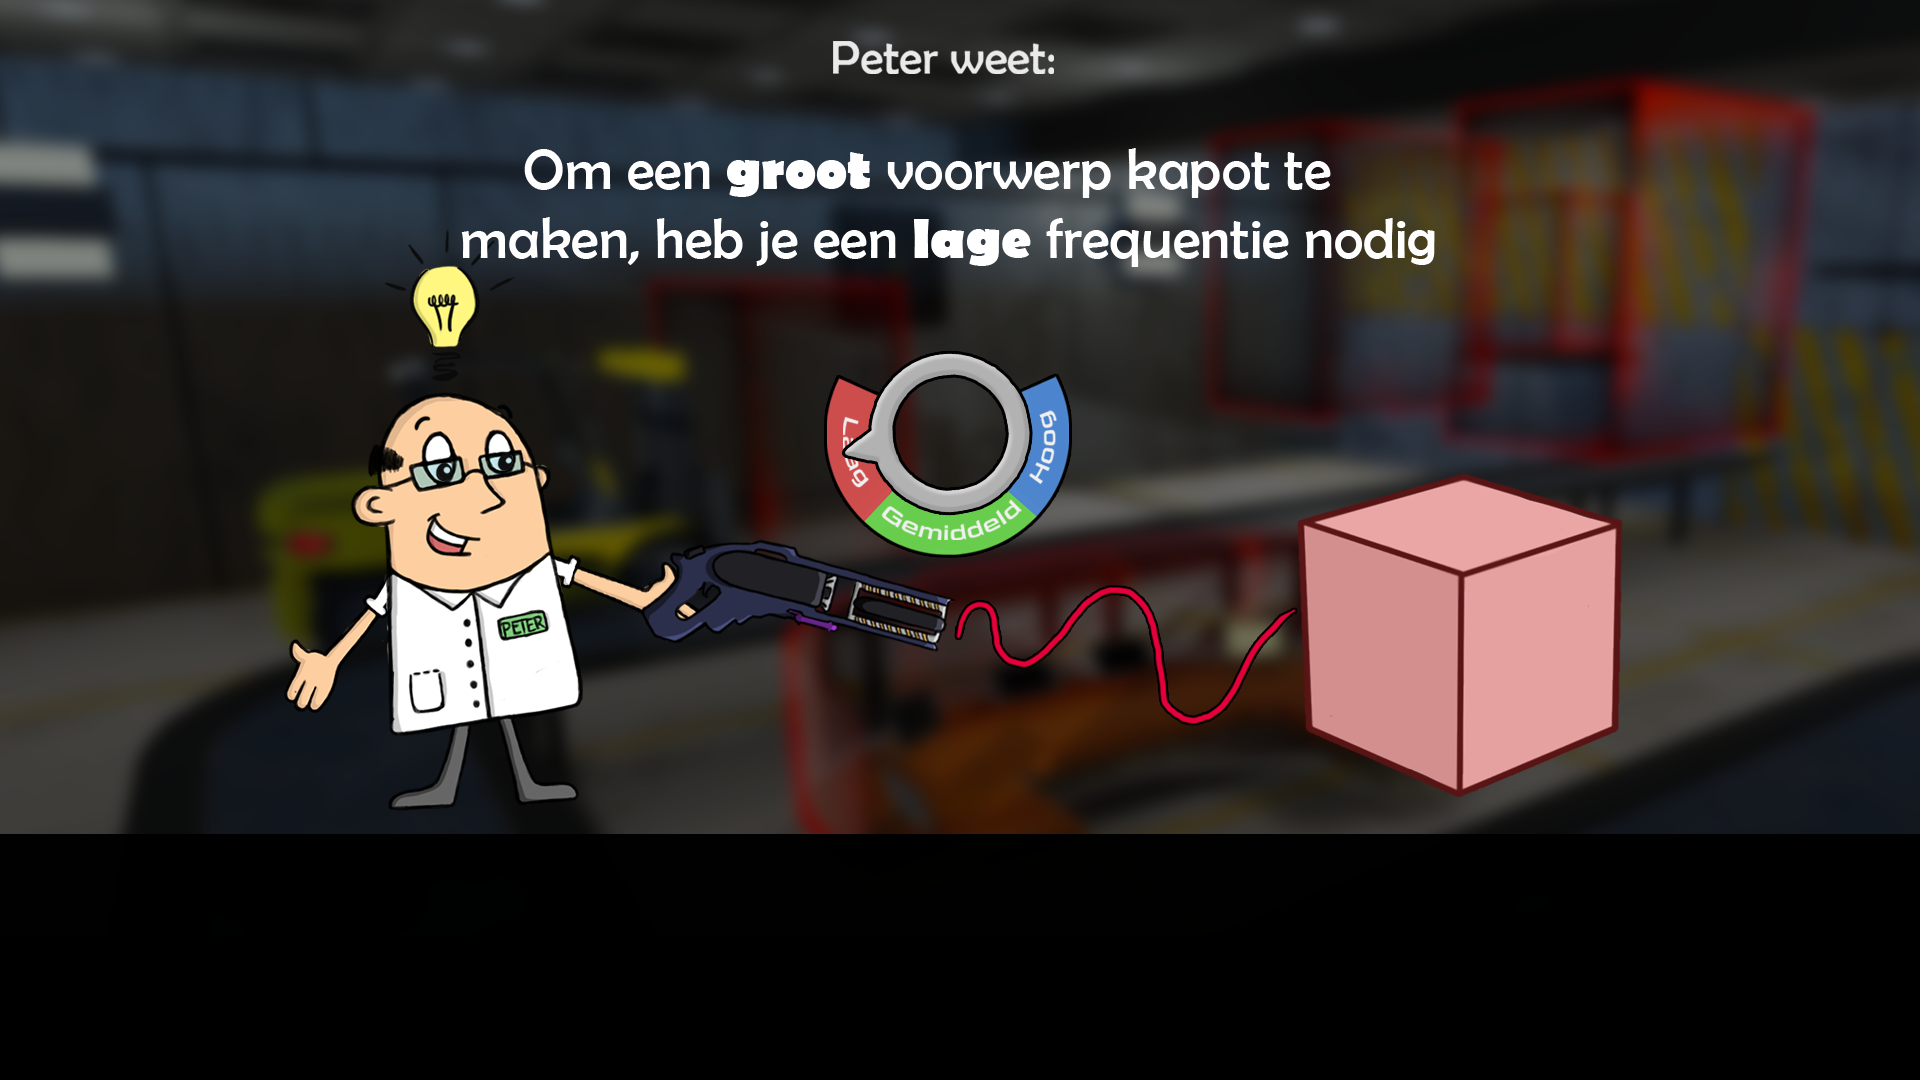 Peter weet:
Om een groot voorwerp kapot te
maken, heb je een lage frequentie nodig
Laag
Gemiddeld
Hoog
PETER